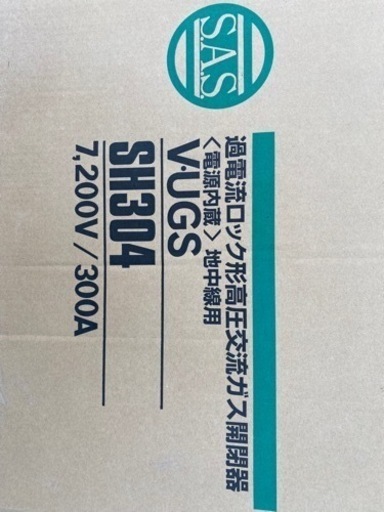 S.A.S.
過電流ロック形高圧交流ガス開閉器
〈電源内蔵〉地中線用
V・UGS
SH304
7,200V/300A